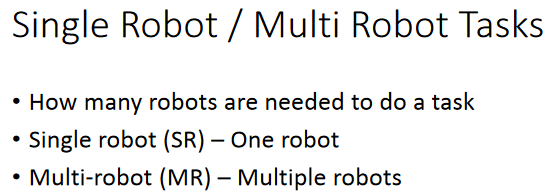 Single Robot / Multi Robot Tasks
• How many robots are needed to do a task
• Single robot (SR) – One robot
• Multi-robot (MR) – Multiple robots